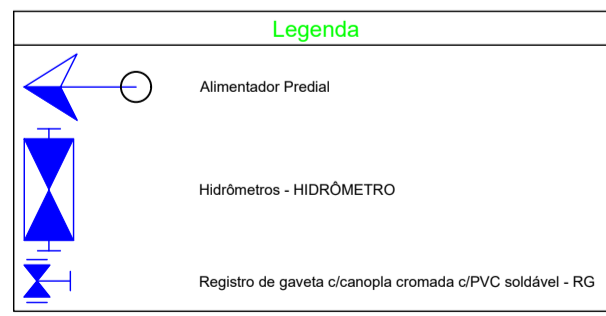 Legenda
Alimentador Predial
Hidrômetros - HIDRÔMETRO
Registro de gaveta c/canopla cromada c/PVC soldável - RG